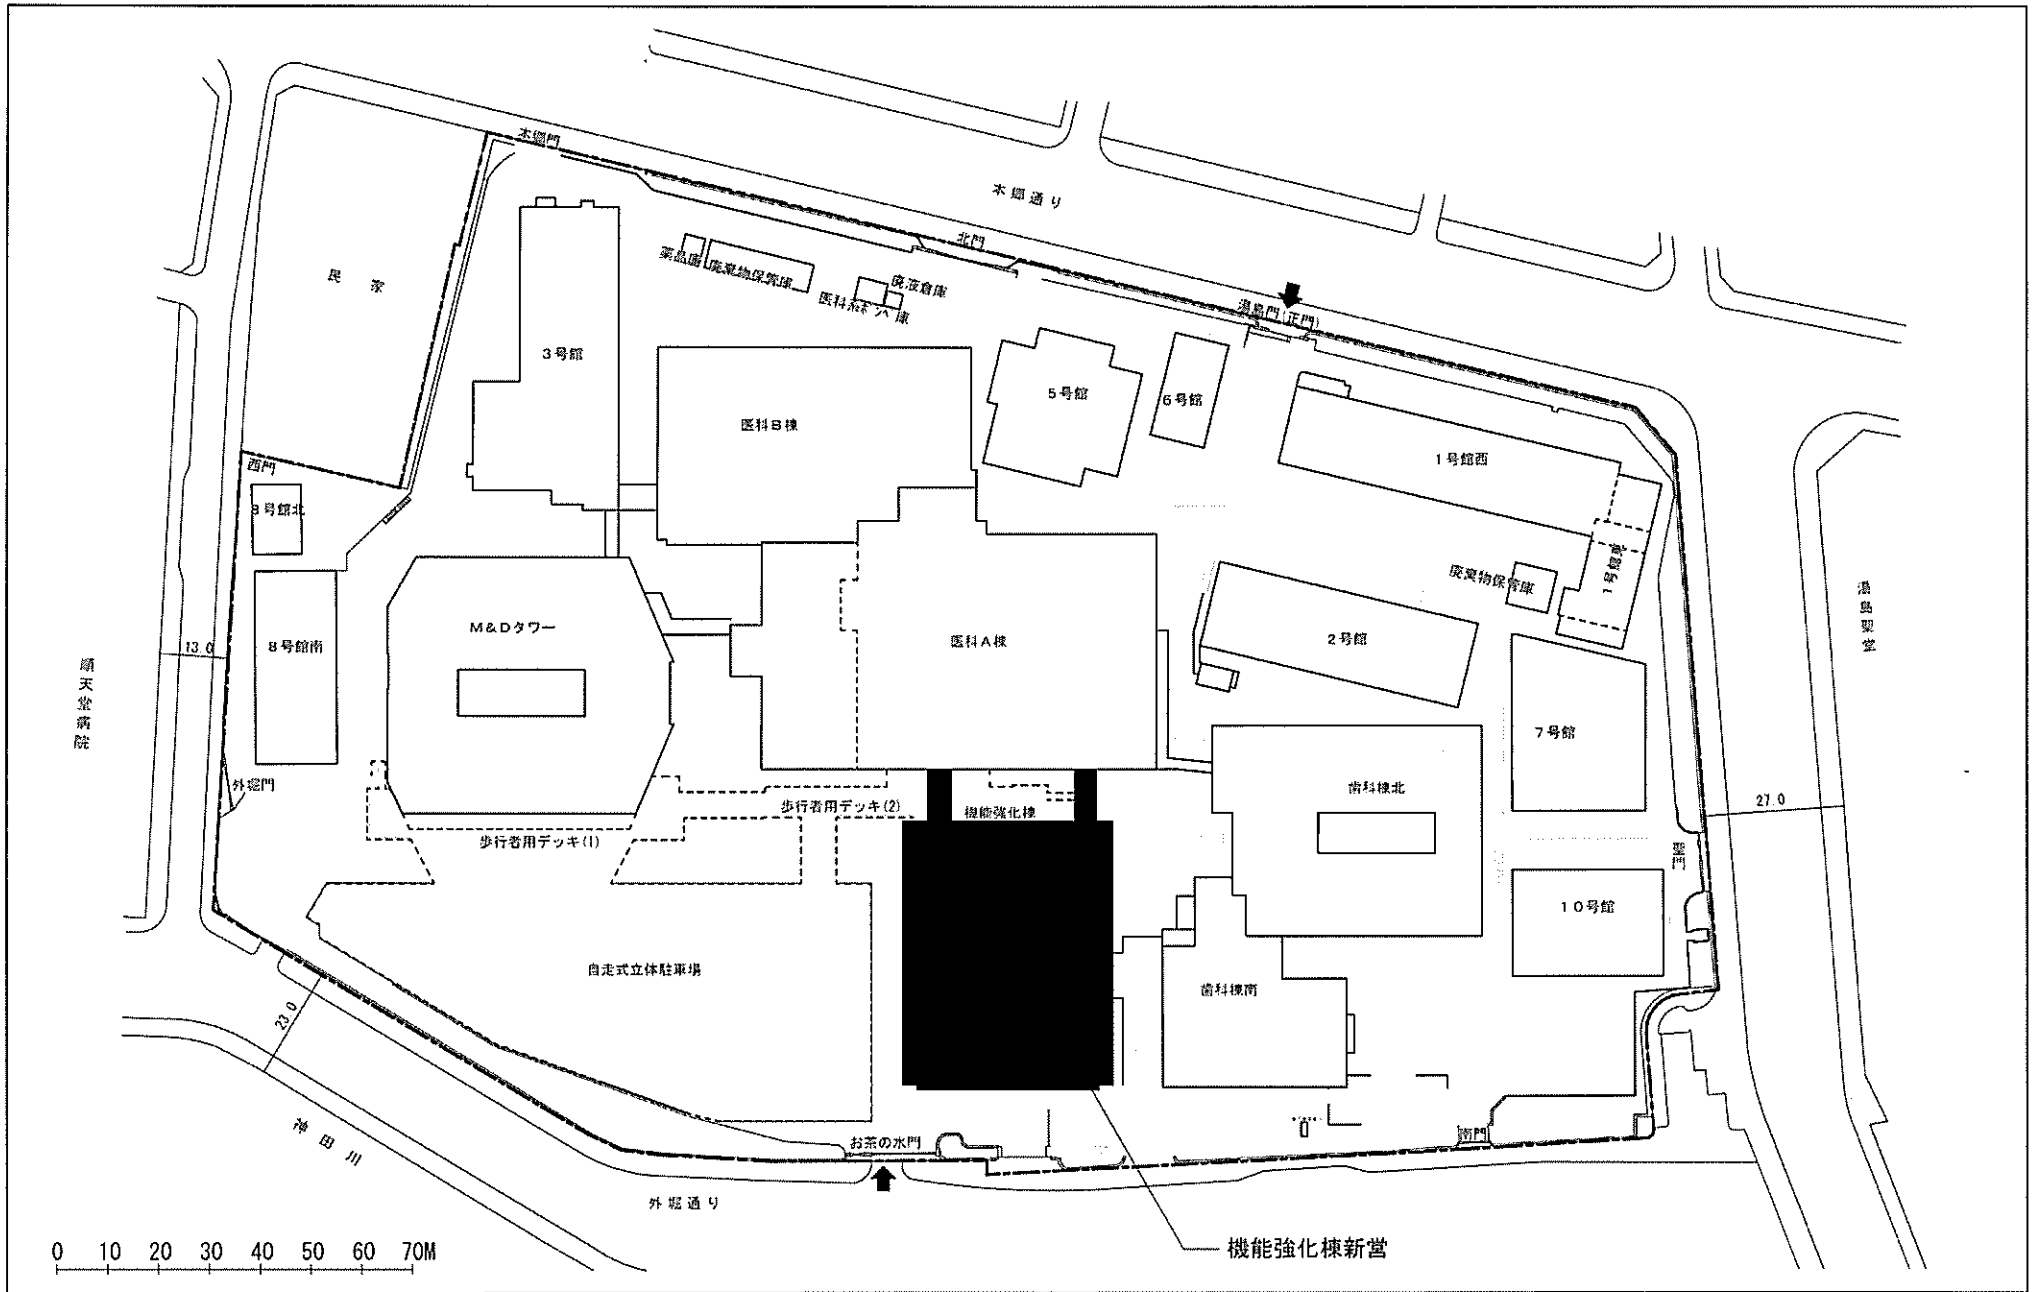 本郷門
本郷通り
北門
薬品庫
廃棄物保管庫
廃液倉庫
湯島門(正門)
民家
3号館
医科B棟
5号館
6号館
1号館西
西門
8号館北
1号館東
廃棄物保管庫
湯島聖堂
M&Dタワー
医科A棟
2号館
8号館南
13.0
順天堂病院
7号館
外堀門
歩行者用デッキ(2)
機能強化棟
歯科棟北
27.0
歩行者用デッキ(1)
聖門
10号館
自走式立体駐車場
歯科棟南
23.0
神田川
お茶の水門
南門
外堀通り
機能強化棟新営
0 10 20 30 40 50 60 70M